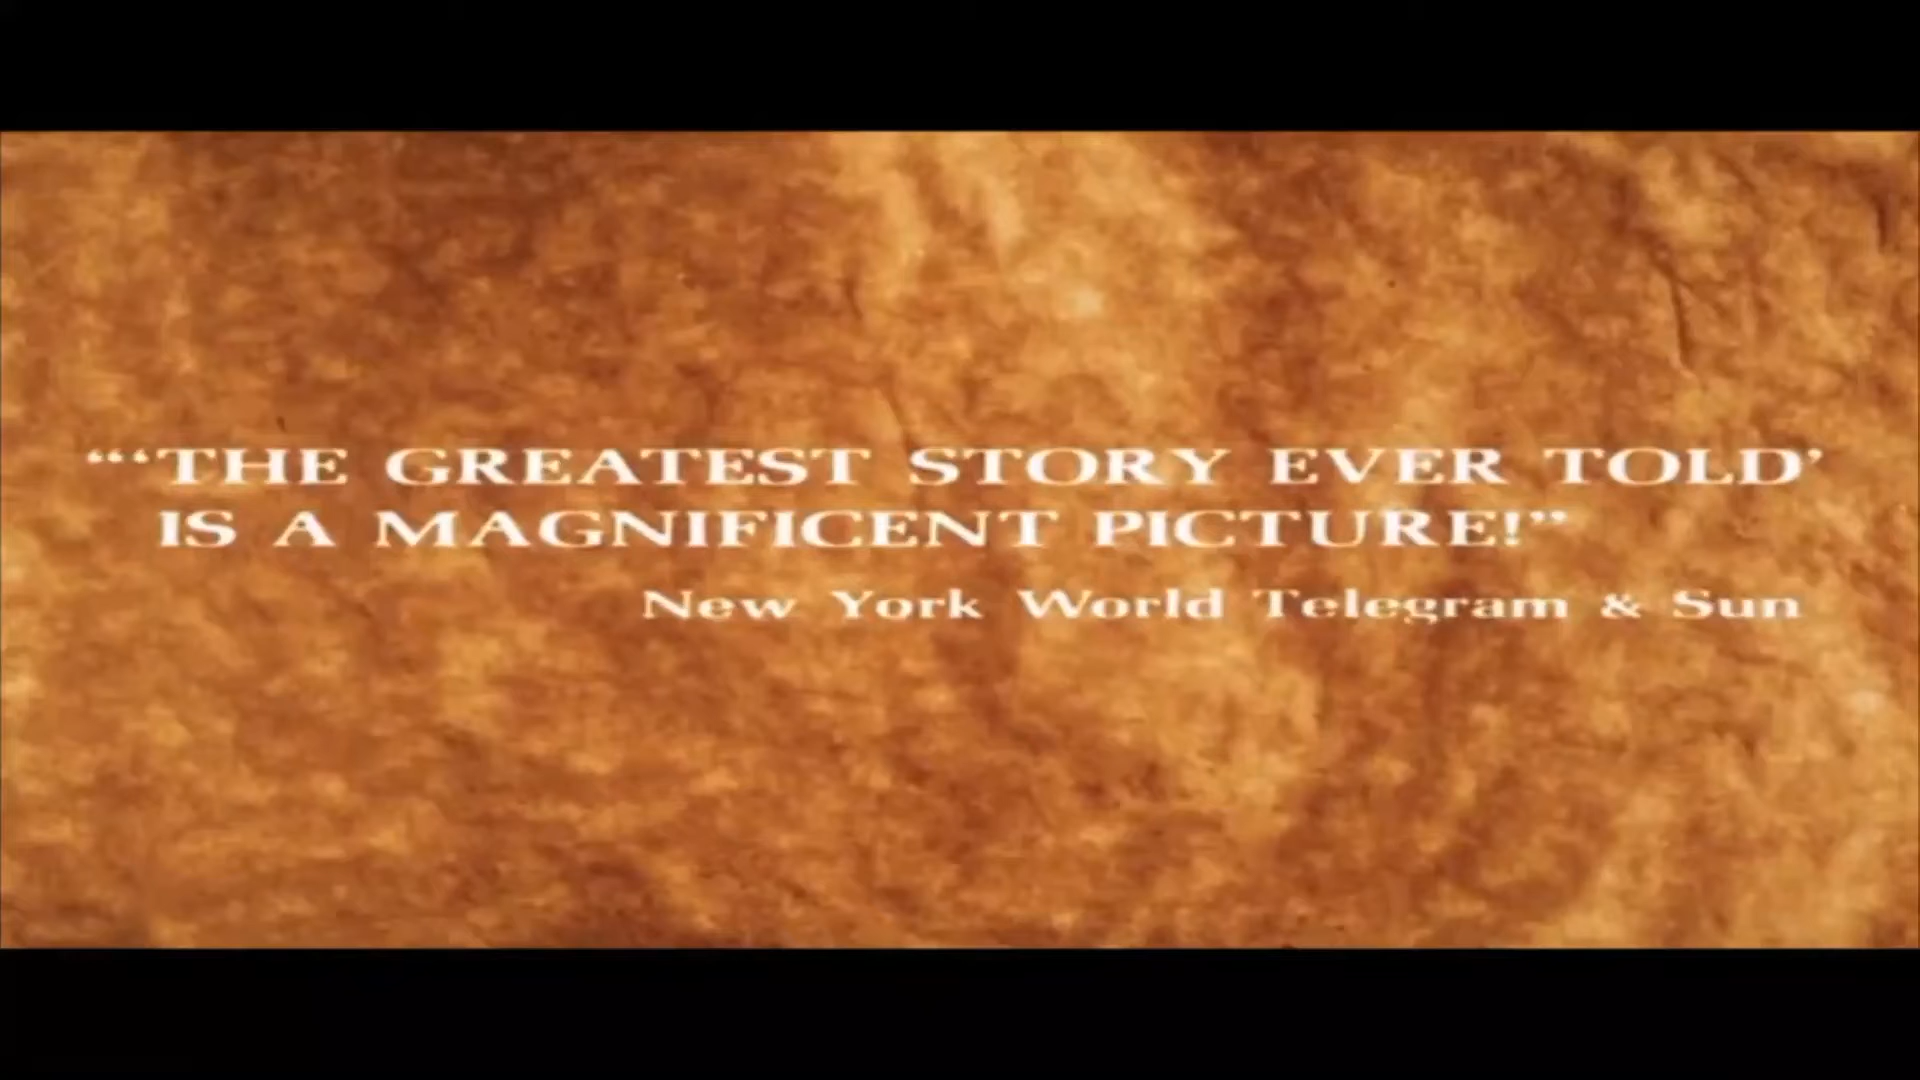 “‘THE GREATEST STORY EVER TOLD’
IS A MAGNIFICENT PICTURE!”
New York World Telegram & Sun